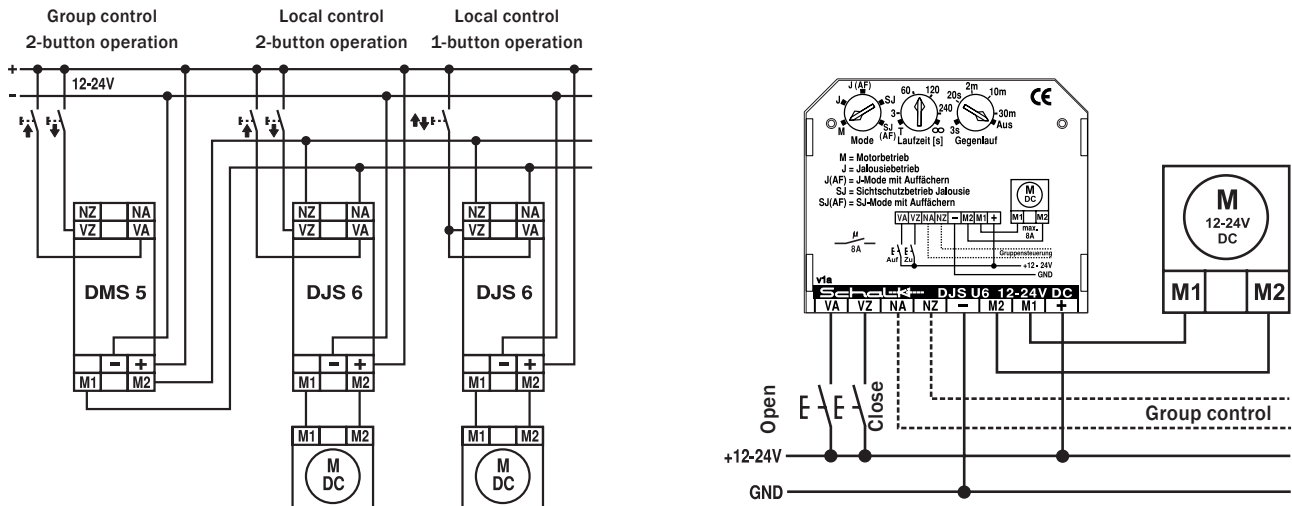 Group control
2-button operation
Local control
2-button operation
Local control
1-button operation
+
12-24V
-
NZ NA
VZ VA
DMS 5
- +
M1 M2
NZ NA
VZ VA
DJS 6
- +
M1 M2
M1 M2
M
DC
NZ NA
VZ VA
DJS 6
- +
M1 M2
M1 M2
M
DC
J (AF)
J SJ
M SJ (AF)
Mode
60 120
3 240
T ∞
Laufzeit [s]
2m
20s 10m
30m
3s Aus
Gegenlauf
CE
M = Motorbetrieb
J = Jalousiebetrieb
J(AF) = J-Mode mit Auffächern
SJ = Sichtschutzbetrieb Jalousie
SJ(AF) = SJ-Mode mit Auffächern
M
DC
M1 M2
max.
8A
VA VZ NA NZ - M2 M1 +
µ
8A
Auf Zu
Gruppensteuerung
+12 - 24V
GND
v1a
Schalk DJS U6 12-24V DC
VA VZ NA NZ - M2 M1 +
M
12-24V
DC
M1 M2
Open
Close
Group control
+12-24V
GND